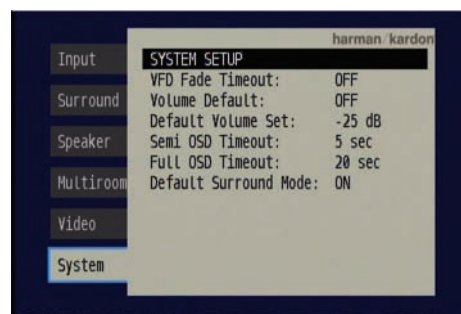 harman/kardon
Input
Surround
Speaker
Multiroom
Video
System
SYSTEM SETUP
VFD Fade Timeout: OFF
Volume Default: OFF
Default Volume Set: -25 dB
Semi OSD Timeout: 5 sec
Full OSD Timeout: 20 sec
Default Surround Mode: ON